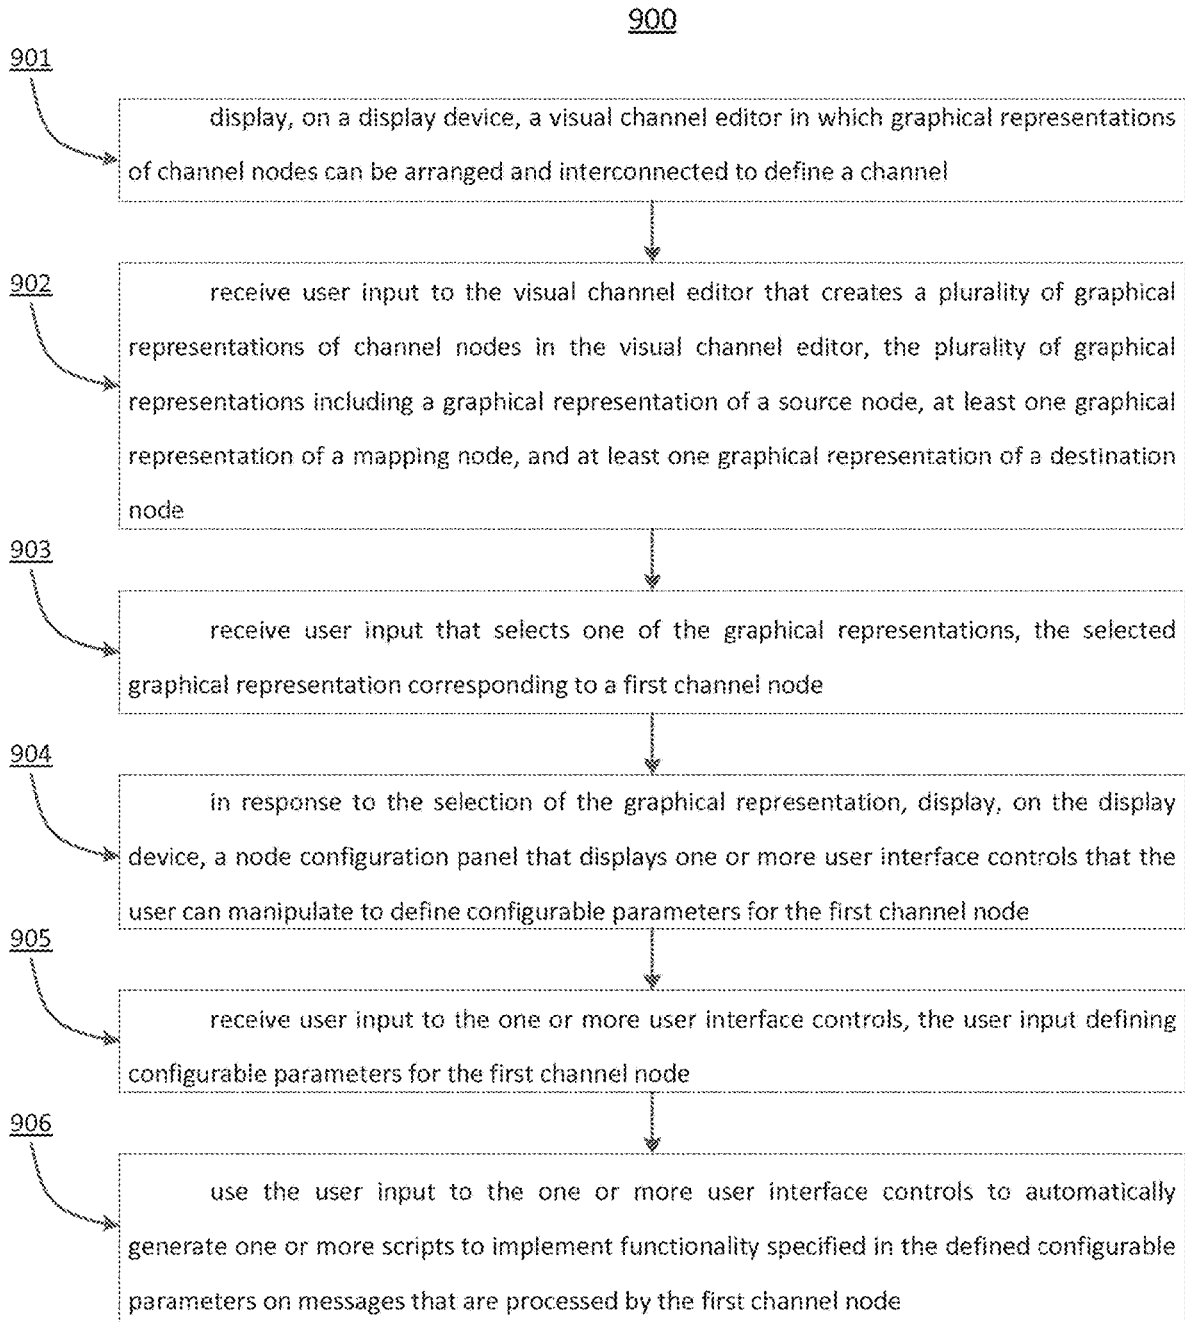 900
901
display, on a display device, a visual channel editor in which graphical representations
of channel nodes can be arranged and interconnected to define a channel
902
receive user input to the visual channel editor that creates a plurality of graphical
representations of channel nodes in the visual channel editor, the plurality of graphical
representations including a graphical representation of a source node, at least one graphical
representation of a mapping node, and at least one graphical representation of a destination
node
903
receive user input that selects one of the graphical representations, the selected
graphical representation corresponding to a first channel node
904
in response to the selection of the graphical representation, display, on the display
device, a node configuration panel that displays one or more user interface controls that the
user can manipulate to define configurable parameters for the first channel node
905
receive user input to the one or more user interface controls, the user input defining
configurable parameters for the first channel node
906
use the user input to the one or more user interface controls to automatically
generate one or more scripts to implement functionality specified in the defined configurable
parameters on messages that are processed by the first channel node